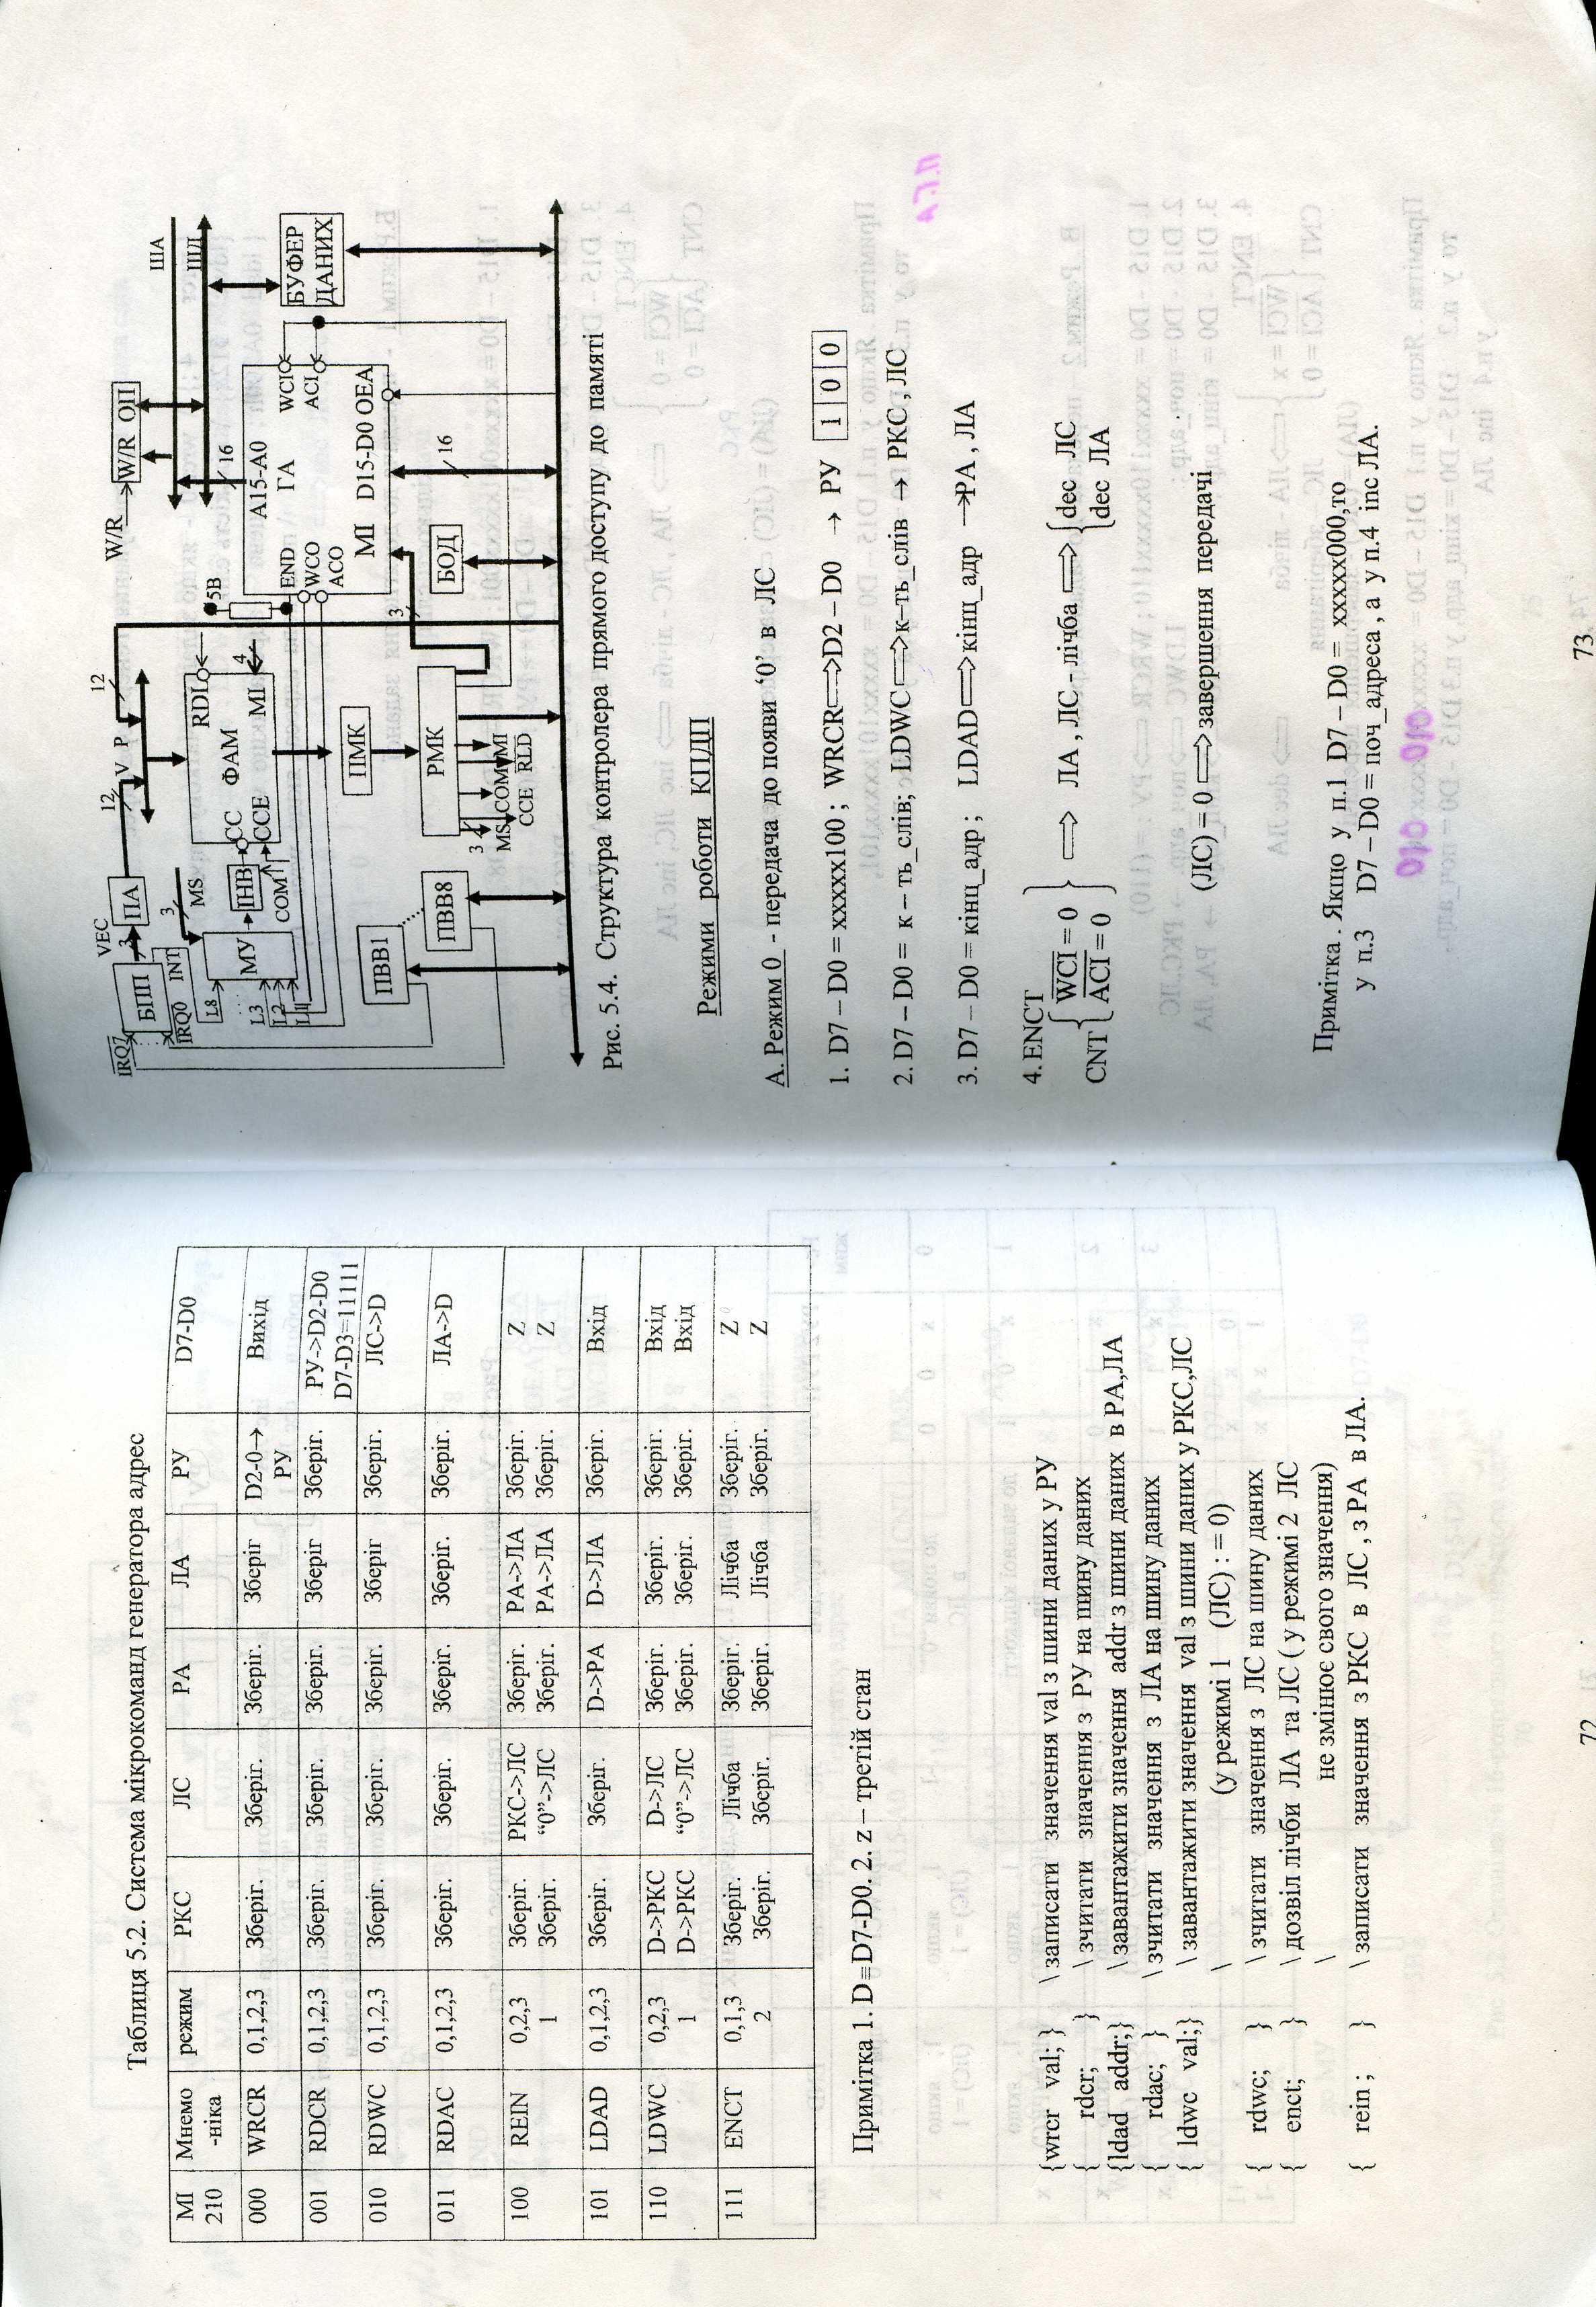 Таблиця 5.2. Система мікрокоманд генератора адрес
МІ 210 Мнемо-ніка режим РКС ЛС РА ЛА РУ D7-D0
000 WRCR 0,1,2,3 Зберіг. Зберіг. Зберіг. Зберіг D2-0→ РУ Вихід
001 RDCR 0,1,2,3 Зберіг. Зберіг. Зберіг. Зберіг Зберіг. РУ->D2-D0 D7-D3=11111
010 RDWC 0,1,2,3 Зберіг. Зберіг. Зберіг. Зберіг Зберіг. ЛС->D
011 RDAC 0,1,2,3 Зберіг. Зберіг. Зберіг. Зберіг. Зберіг. ЛА->D
100 REIN 0,2,3 Зберіг. РКС->ЛС Зберіг. РА->ЛА Зберіг. Z
1 Зберіг. “0”->ЛС Зберіг. РА->ЛА Зберіг. Z
101 LDAD 0,1,2,3 Зберіг. Зберіг. D->РА D->ЛА Зберіг. Вхід
110 LDWC 0,2,3 D->РКС D->ЛС Зберіг. Зберіг. Зберіг. Вхід
1 D->РКС “0”->ЛС Зберіг. Зберіг. Зберіг. Вхід
111 ENCT 0,1,3 Зберіг. Лічба Зберіг. Лічба Зберіг. Z
2 Зберіг. Зберіг. Зберіг. Лічба Зберіг. Z
Примітка 1. D≡D7-D0. 2. z – третій стан
{wrcr val; } \ записати значення val з шини даних у РУ
{ rdcr; } \ зчитати значення з РУ на шину даних
{ldad addr;} \ завантажити значення addr з шини даних в РА,ЛА
{ rdac; } \ зчитати значення з ЛА на шину даних
{ ldwc val;} \ завантажити значення val з шини даних у РКС,ЛС
\ (у режимі 1 (ЛС) : = 0)
{ rdwc; } \ зчитати значення з ЛС на шину даних
{ enct; } \ дозвіл лічби ЛА та ЛС ( у режимі 2 ЛС
\ не змінює свого значення)
{ rein ; } \ записати значення з РКС в ЛС , з РА в ЛА.
72
W/R
W/R ОП
ША
ШД
16
А15-А0
ГА
WCI
ACI
БУФЕР
ДАНИХ
5В
END
WCO
ACO
МІ D15-D0 OEA
16
3
БОД
12
12
V P
RDI
ФАМ
4
МІ
CC
CCE
ПМК
РМК
3
MS COM MI
CCE RLD
VEC
3
БПП
ПА
IRQ7
IRQ0
INT
3
MS
МУ
ІНВ
COM
L8
L3
L2
L1
ПВВ1
ПВВ8
Рис. 5.4. Структура контролера прямого доступу до памяті
Режими роботи КПДП
А. Режим 0 - передача до появи ‘0’ в ЛС
1. D7 – D0 = xxxxx100 ; WRCR⟹D2 – D0 → РУ 1 0 0
2. D7 – D0 = к – ть_слів; LDWC⟹к–ть_слів → РКС , ЛС
3. D7 – D0 = кінц_адр ; LDAD⟹кінц_адр →РА , ЛА
4. ENCT
CNT { WCI = 0 ACI = 0 } ⟹ ЛА , ЛС - лічба ⟹ { dec ЛС dec ЛА
(ЛС) = 0 ⟹ завершення передачі
Примітка . Якщо у п.1 D7 – D0 = xxxxx000,то
у п.3 D7 – D0 = поч_адреса , а у п.4 inc ЛА.
73